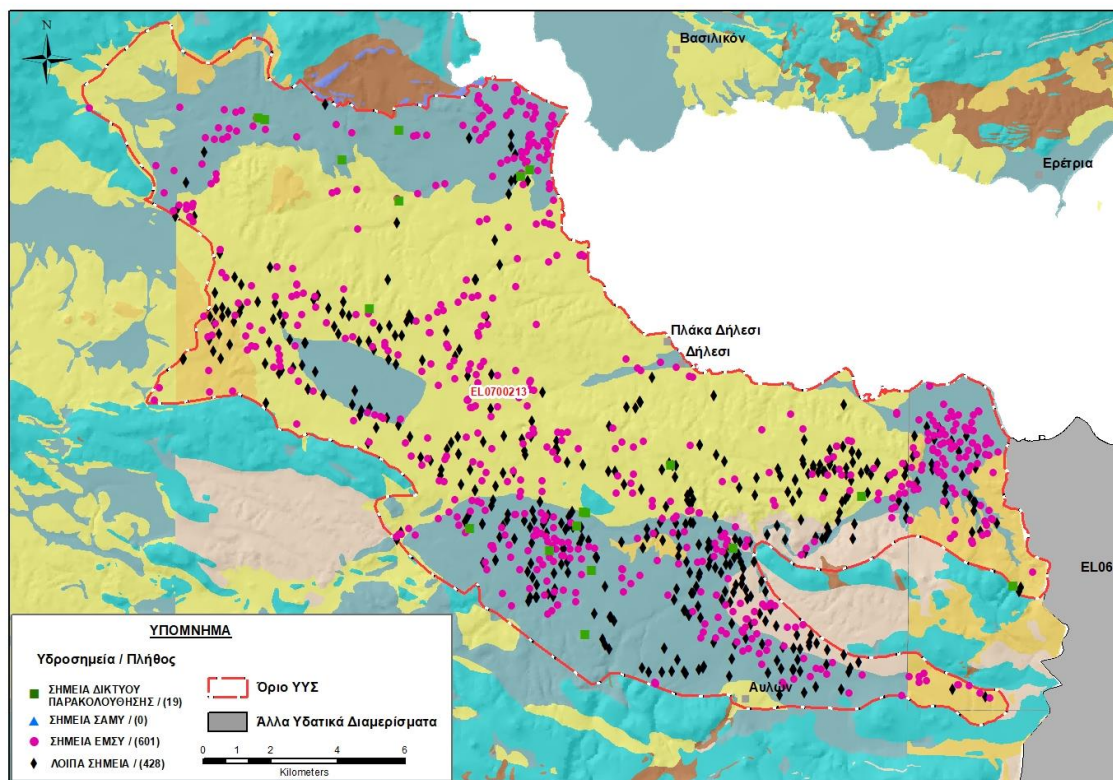 N
Βασιλικόν
Ερέτρια
Πλάκα Δήλεσι
Δήλεσι
EL0700213
EL06
Αυλών
ΥΠΟΜΝΗΜΑ
Υδροσημεία / Πλήθος
ΣΗΜΕΙΑ ΔΙΚΤΥΟΥ
ΠΑΡΑΚΟΛΟΥΘΗΣΗΣ / (19)
ΣΗΜΕΙΑ ΣΑΜΥ / (0)
ΣΗΜΕΙΑ ΕΜΣΥ / (601)
ΛΟΙΠΑ ΣΗΜΕΙΑ / (428)
Όριο ΥΥΣ
Άλλα Υδατικά Διαμερίσματα
0 1 2 4 6
Kilometers